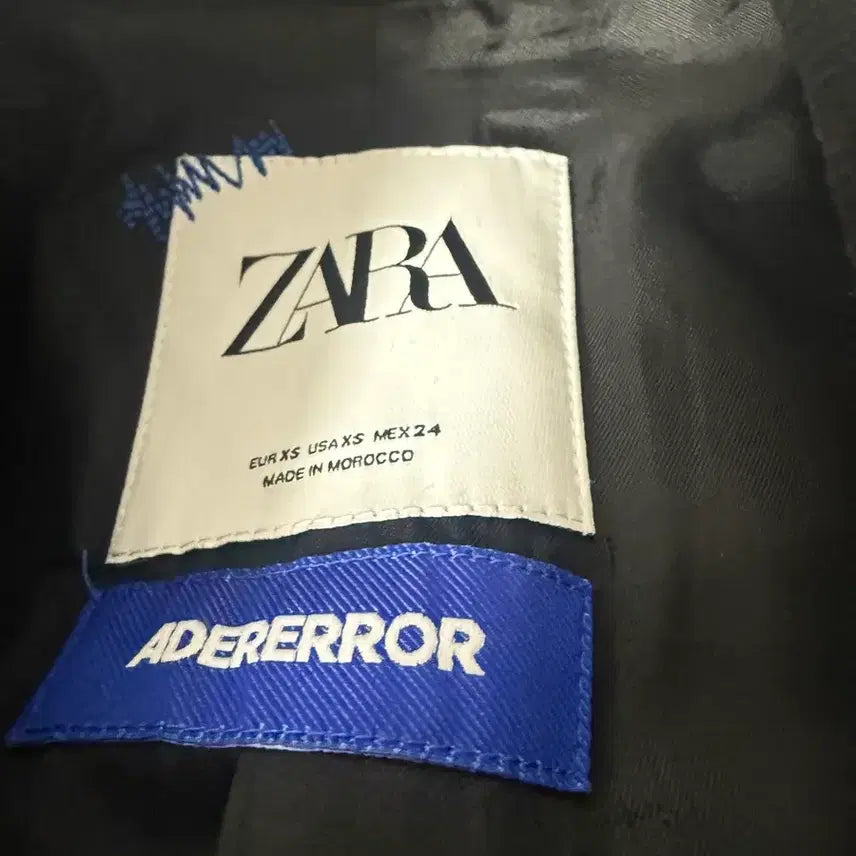 ZARA
EUR XS USA XS MEX 24
MADE IN MOROCCO
ADERERROR